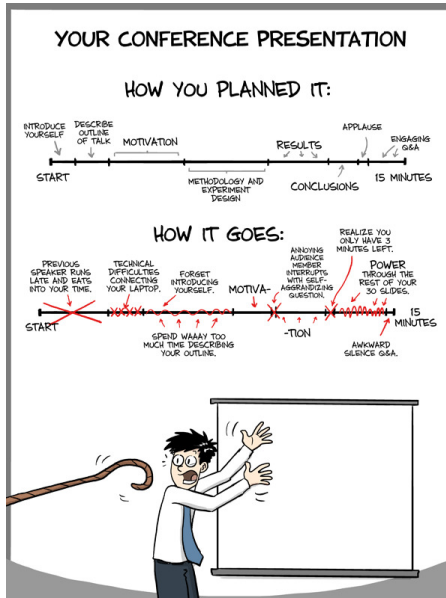 YOUR CONFERENCE PRESENTATION
HOW YOU PLANNED IT:
INTRODUCE
YOURSELF
DESCRIBE
OUTLINE
OF TALK
MOTIVATION
METHODOLOGY AND
EXPERIMENT
DESIGN
RESULTS
CONCLUSIONS
APPLAUSE
ENGAGING
Q&A
START
15 MINUTES
HOW IT GOES:
PREVIOUS
SPEAKER RUNS
LATE AND EATS
INTO YOUR TIME.
TECHNICAL
DIFFICULTIES
CONNECTING
YOUR LAPTOP.
FORGET
INTRODUCING
YOURSELF.
SPEND WAAAY TOO
MUCH TIME DESCRIBING
YOUR OUTLINE.
MOTIVA-
ANNOYING
AUDIENCE
MEMBER
INTERRUPTS
WITH SELF-
AGGRANDIZING
QUESTION.
-TION
REALIZE YOU
ONLY HAVE 3
MINUTES LEFT.
POWER
THROUGH THE
REST OF YOUR
30 SLIDES.
AWKWARD
SILENCE Q&A.
START
15
MINUTES